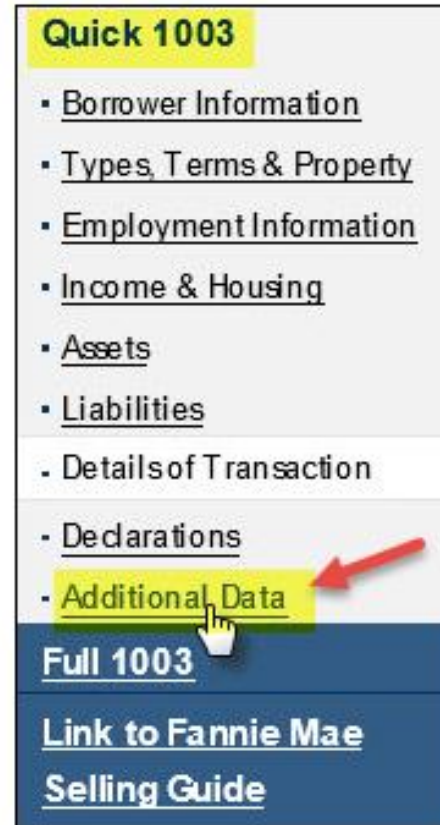 Quick 1003
Borrower Information
Types, Terms & Property
Employment Information
Income & Housing
Assets
Liabilities
Details of Transaction
Declarations
Additional Data
Full 1003
Link to Fannie Mae
Selling Guide